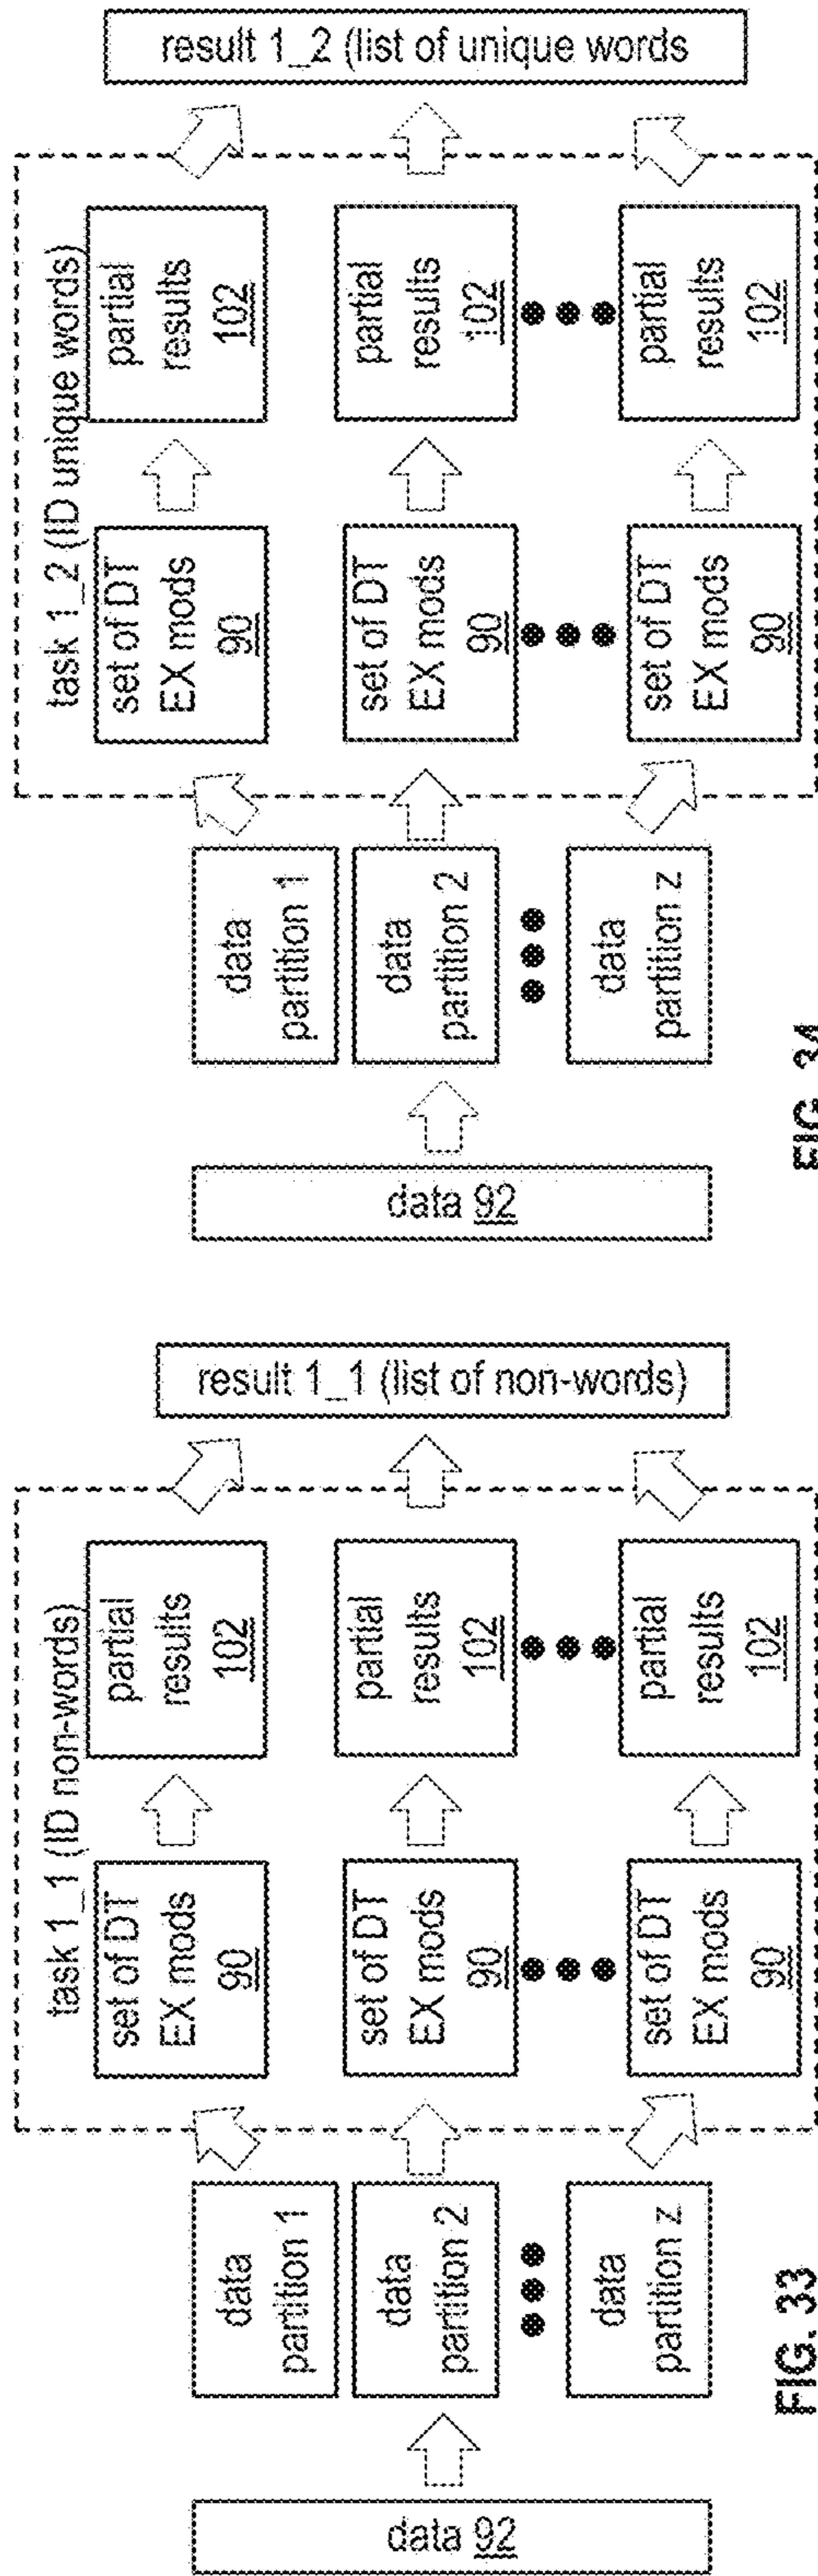 task 1_1 (ID non-words)
data 92
data
partition 1
data
partition 2
data
partition z
set of DT
EX mods
90
set of DT
EX mods
90
set of DT
EX mods
90
partial
results
102
partial
results
102
partial
results
102
result 1_1 (list of non-words)
FIG. 33
task 1_2 (ID unique words)
data 92
data
partition 1
data
partition 2
data
partition z
set of DT
EX mods
90
set of DT
EX mods
90
set of DT
EX mods
90
partial
results
102
partial
results
102
partial
results
102
result 1_2 (list of unique words
FIG. 34